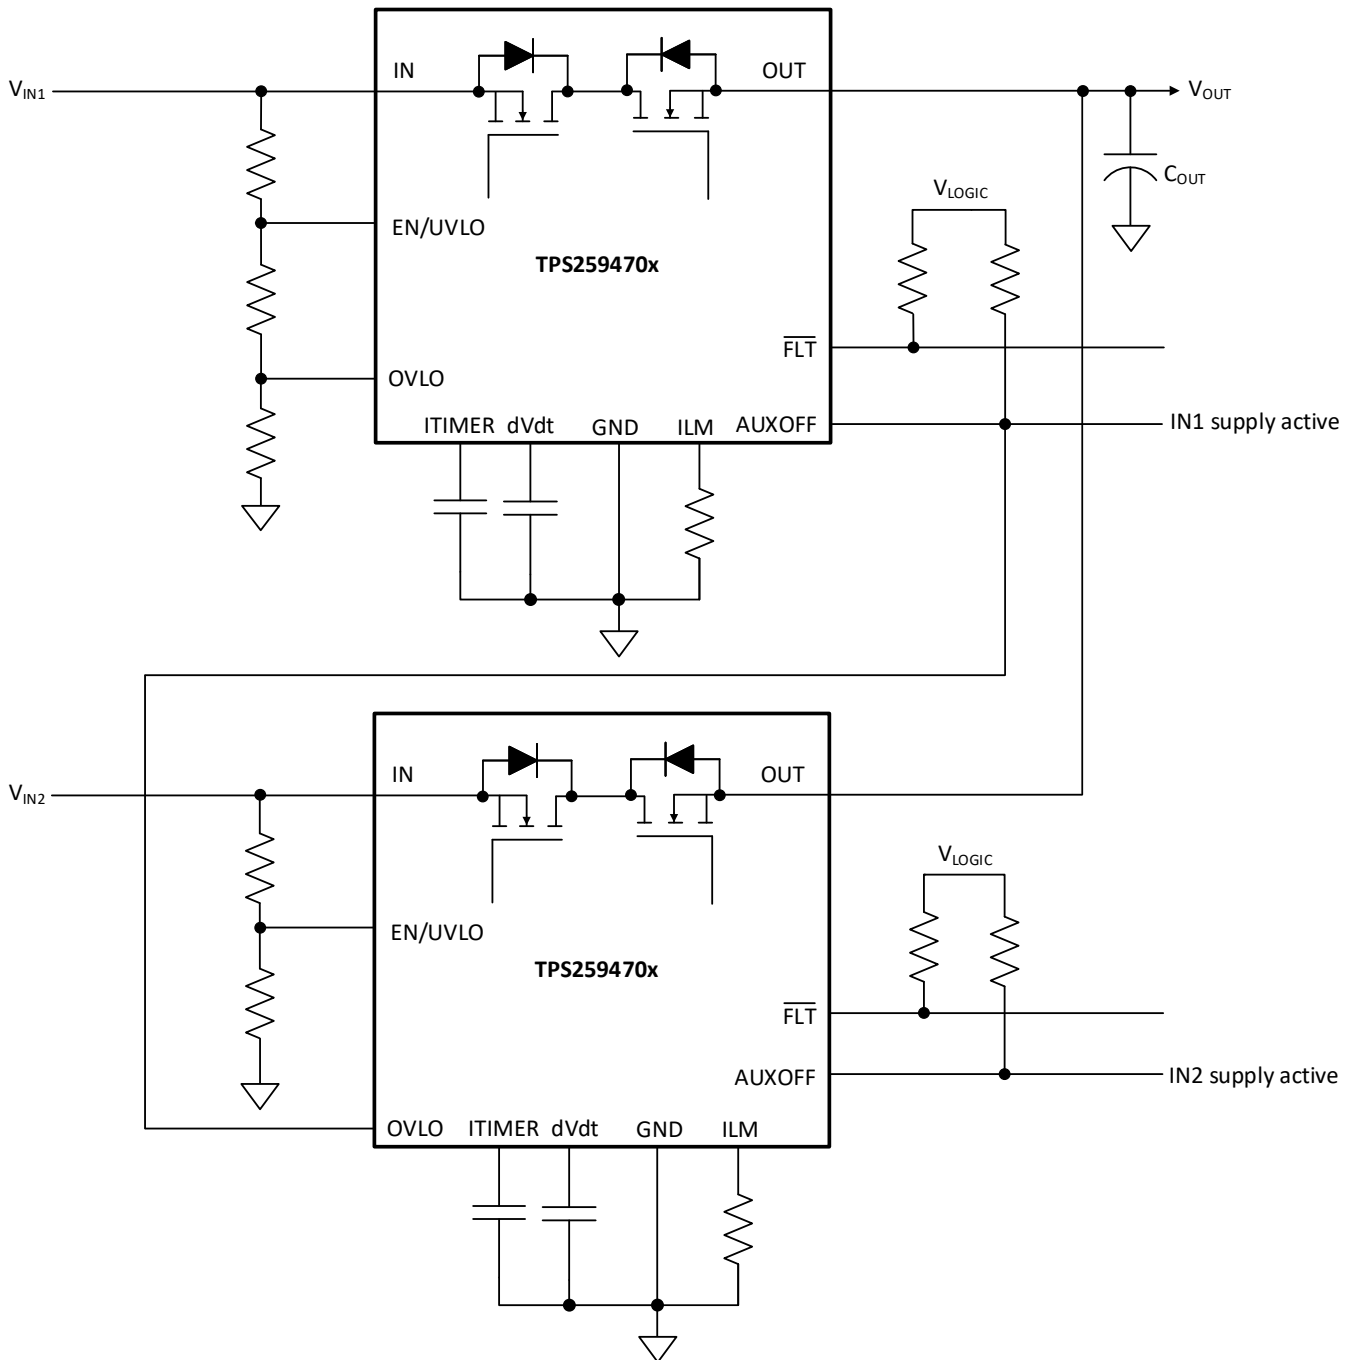 IN
OUT
VIN1
VOUT
COUT
VLOGIC
EN/UVLO
TPS259470x
FLT
OVLO
ITIMER dVdt GND ILM AUXOFF
IN1 supply active
IN
OUT
VIN2
VLOGIC
EN/UVLO
TPS259470x
FLT
AUXOFF
IN2 supply active
OVLO ITIMER dVdt GND ILM